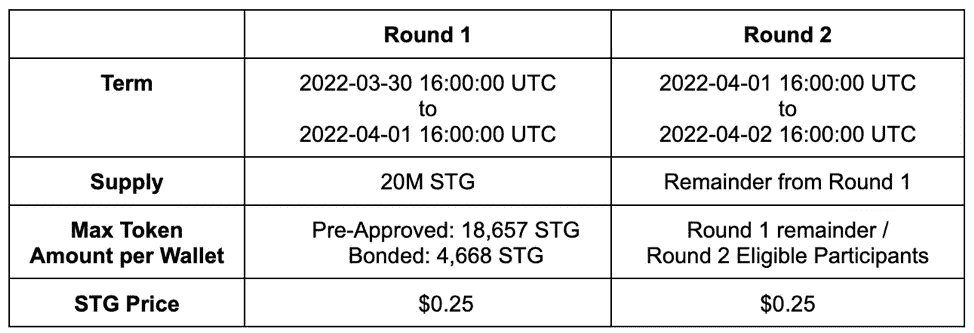 Round 1
Round 2
Term
2022-03-30 16:00:00 UTC
to
2022-04-01 16:00:00 UTC
2022-04-01 16:00:00 UTC
to
2022-04-02 16:00:00 UTC
Supply
20M STG
Remainder from Round 1
Max Token
Amount per Wallet
Pre-Approved: 18,657 STG
Bonded: 4,668 STG
Round 1 remainder /
Round 2 Eligible Participants
STG Price
$0.25
$0.25